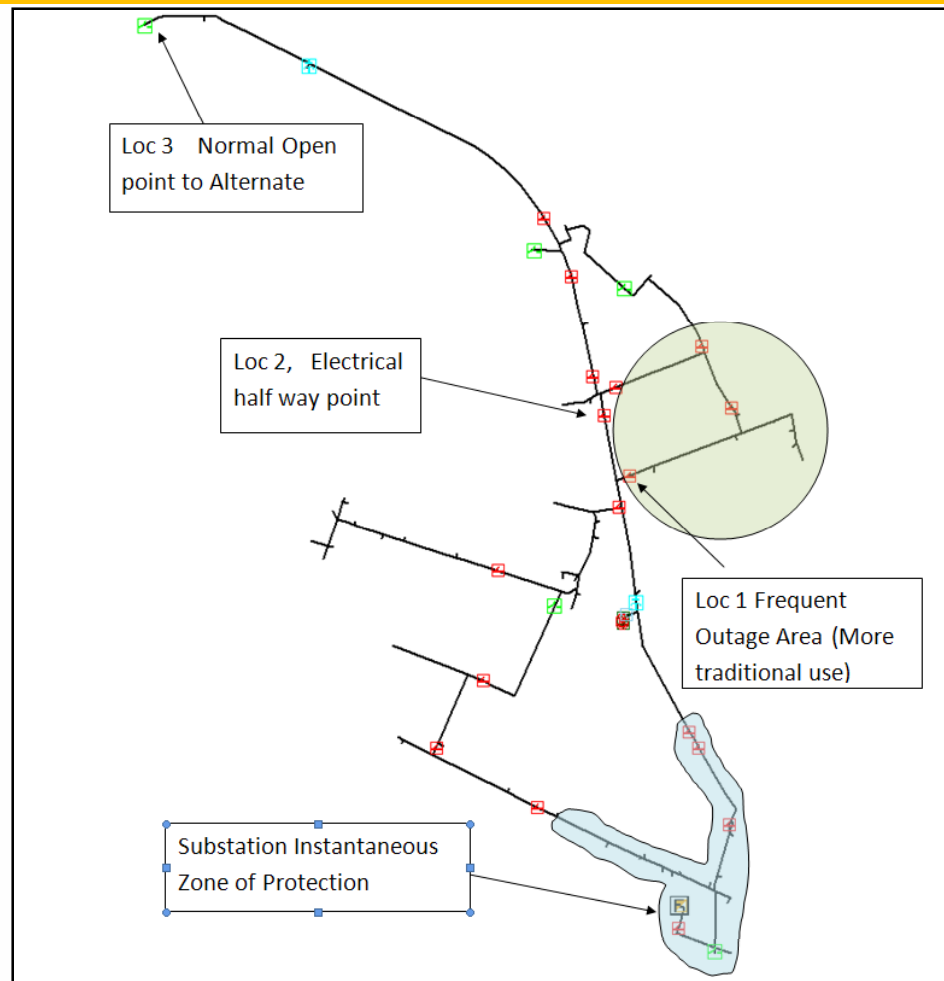 Loc 3 Normal Open
point to Alternate
Loc 2, Electrical
half way point
Loc 1 Frequent
Outage Area (More
traditional use)
Substation Instantaneous
Zone of Protection